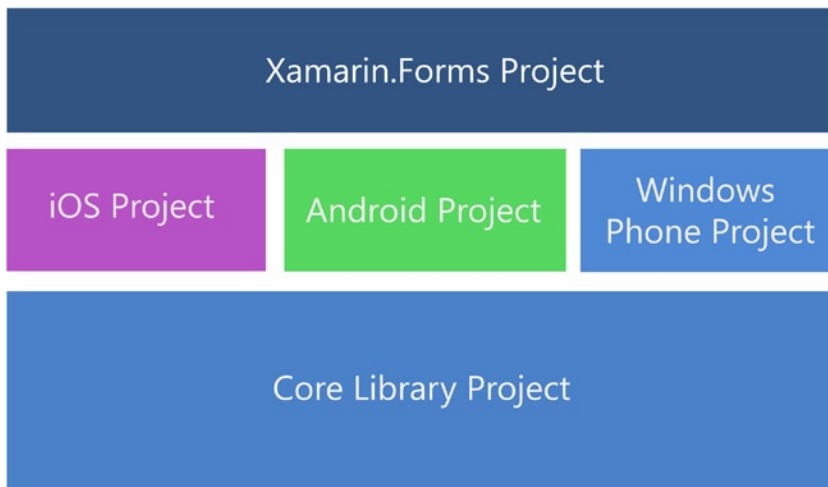 Xamarin.Forms Project
iOS Project
Android Project
Windows
Phone Project
Core Library Project